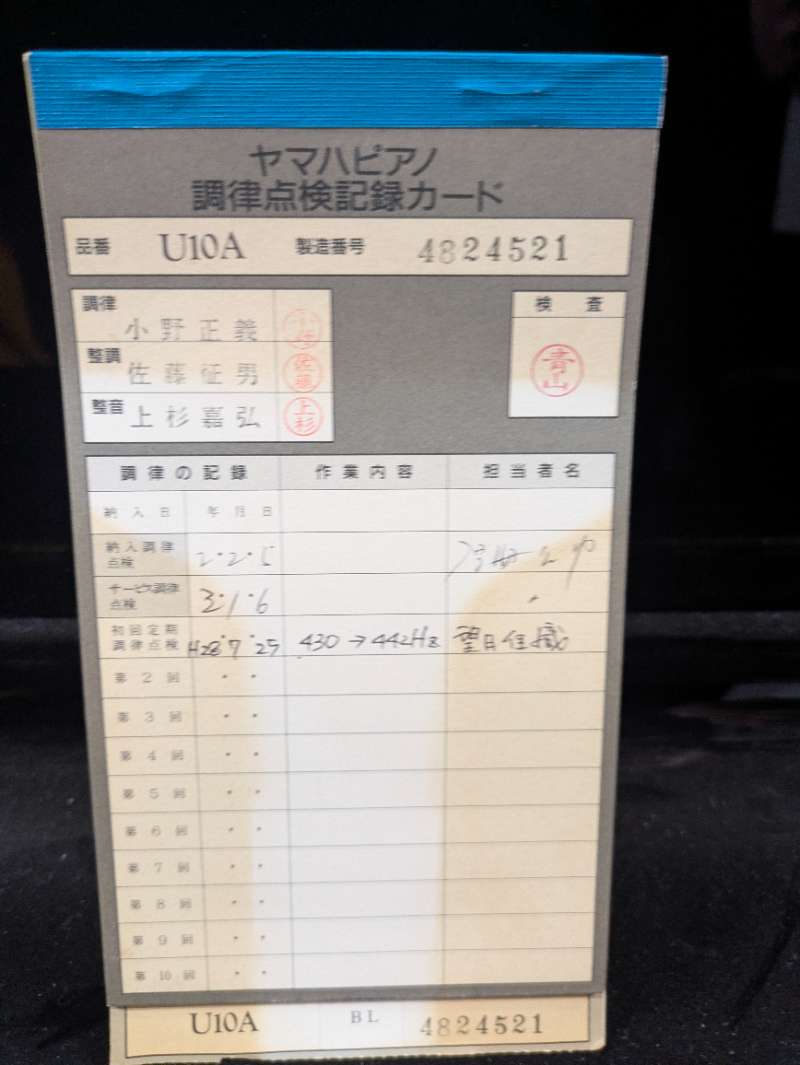 ヤマハピアノ
調律点検記録カード
品番 U10A 製造番号 4824521
調律 小野正義
整調 佐藤征男 佐藤
整音 上杉嘉弘 上杉
検査
青山
調律の記録 作業内容 担当者名
納入日 年月日
納入調律点検 2・2・5
サービス調律点検 3・1・6 〃
初回定期調律点検 H28・7・25 430→442Hz
第2回 ・ ・
第3回 ・ ・
第4回 ・ ・
第5回 ・ ・
第6回 ・ ・
第7回 ・ ・
第8回 ・ ・
第9回 ・ ・
第10回 ・ ・
U10A BL 4824521